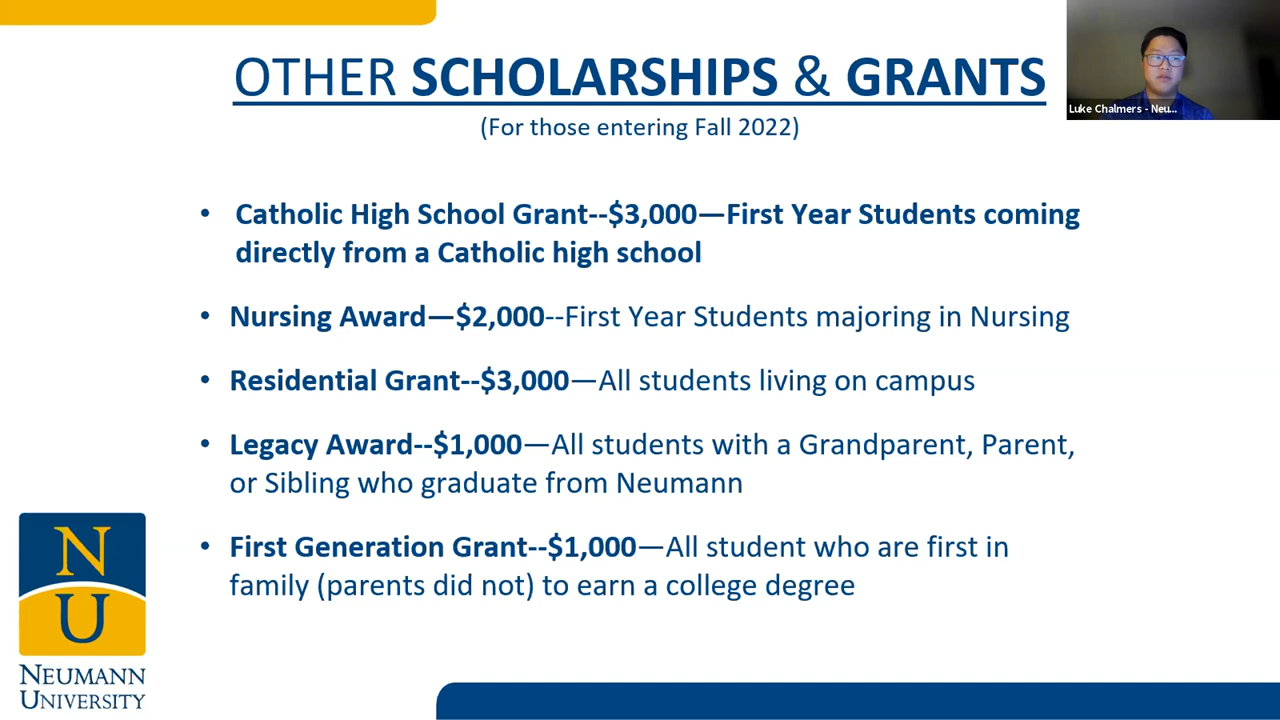 OTHER SCHOLARSHIPS & GRANTS
(For those entering Fall 2022)
Luke Chalmers - Neu...
• Catholic High School Grant--$3,000—First Year Students coming
directly from a Catholic high school
• Nursing Award—$2,000--First Year Students majoring in Nursing
• Residential Grant--$3,000—All students living on campus
• Legacy Award--$1,000—All students with a Grandparent, Parent,
or Sibling who graduate from Neumann
• First Generation Grant--$1,000—All student who are first in
family (parents did not) to earn a college degree
N
U
NEUMANN
UNIVERSITY